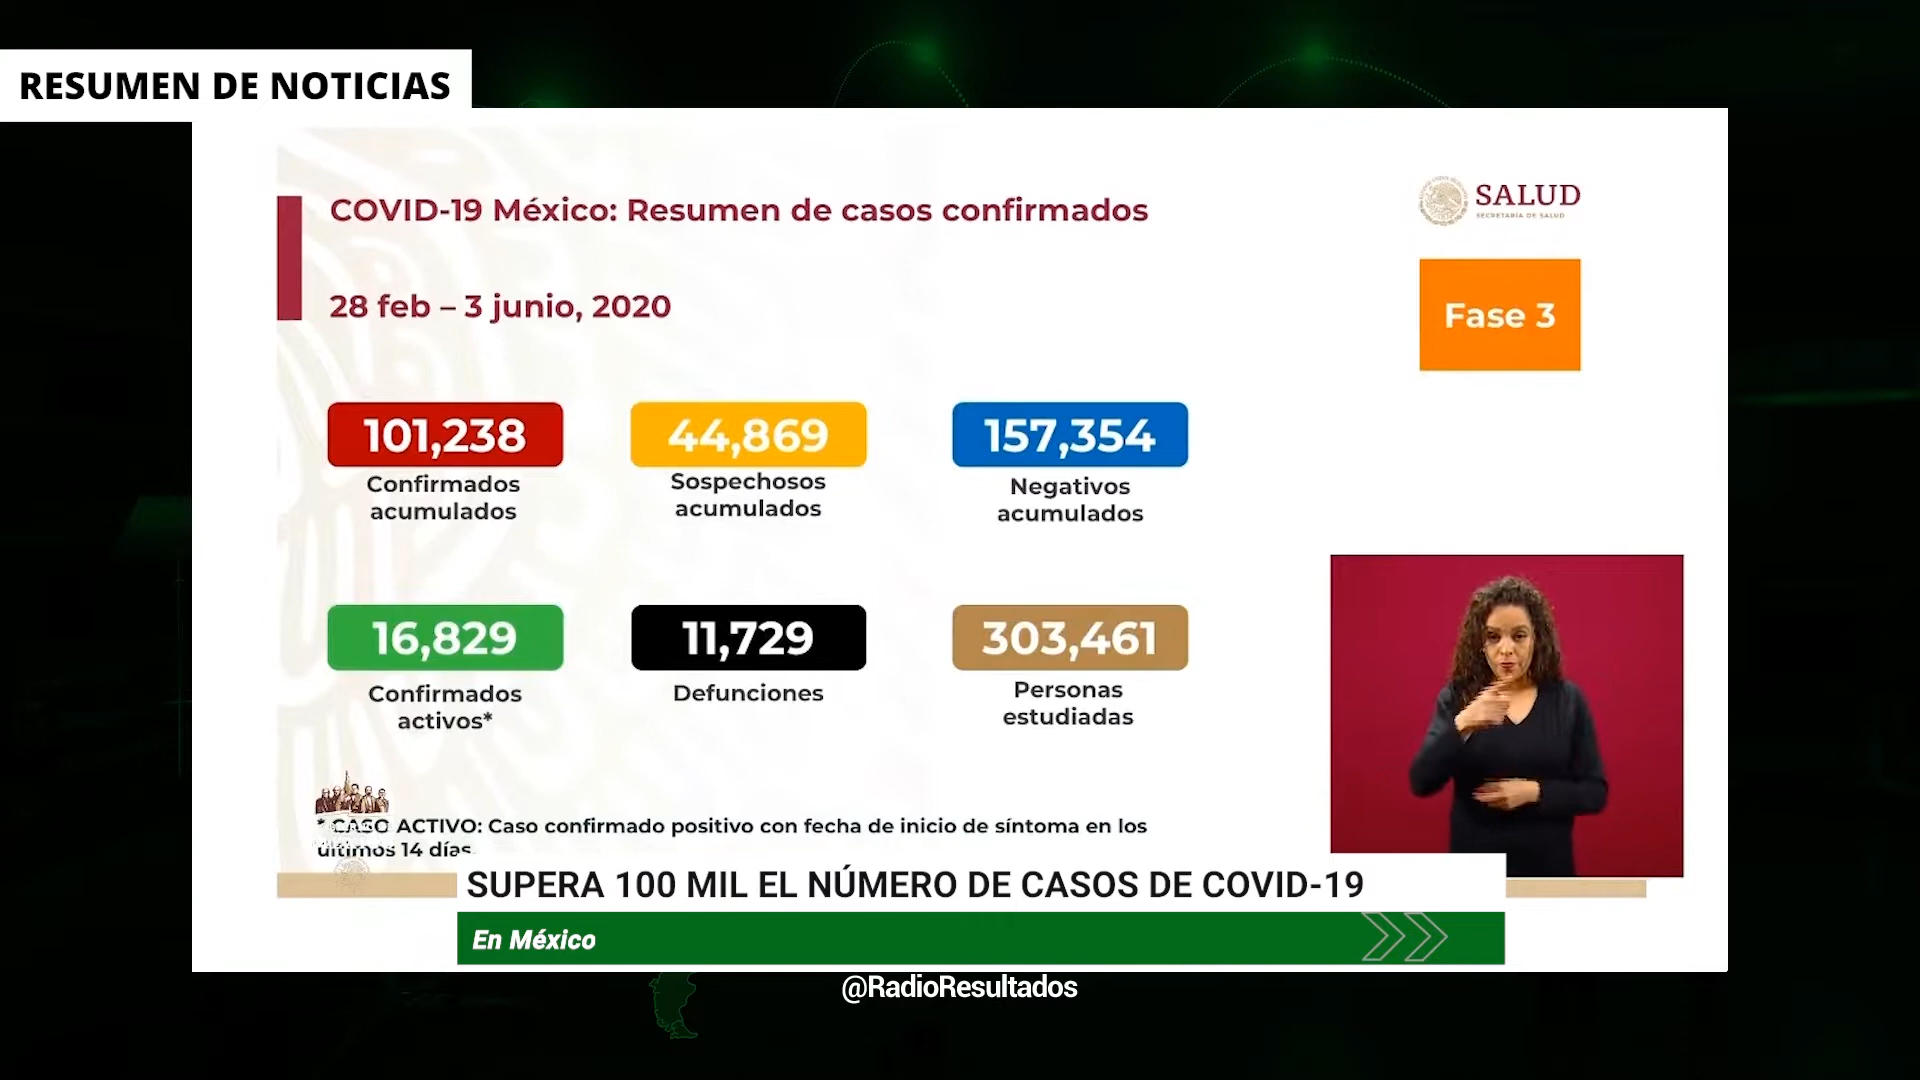 RESUMEN DE NOTICIAS
COVID-19 México: Resumen de casos confirmados
28 feb – 3 junio, 2020
SALUD
SECRETARÍA DE SALUD
Fase 3
101,238
Confirmados
acumulados
44,869
Sospechosos
acumulados
157,354
Negativos
acumulados
16,829
Confirmados
activos*
11,729
Defunciones
303,461
Personas
estudiadas
* CASO ACTIVO: Caso confirmado positivo con fecha de inicio de síntoma en los
últimos 14 días
SUPERA 100 MIL EL NÚMERO DE CASOS DE COVID-19
En México
@RadioResultados